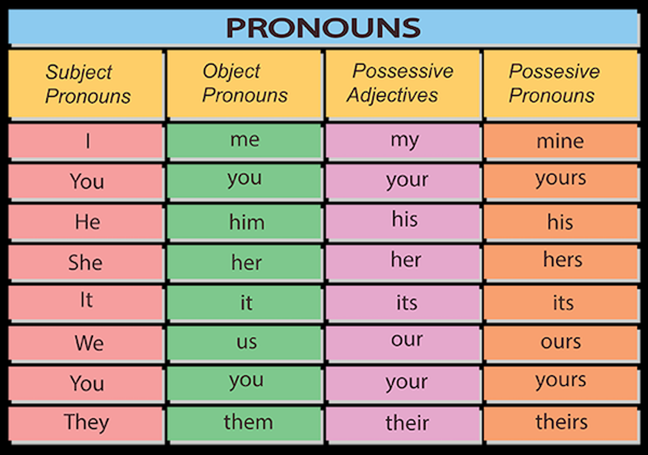 PRONOUNS
Subject Pronouns Object Pronouns Possessive Adjectives Possesive Pronouns
I me my mine
You you your yours
He him his his
She her her hers
It it its its
We us our ours
You you your yours
They them their theirs